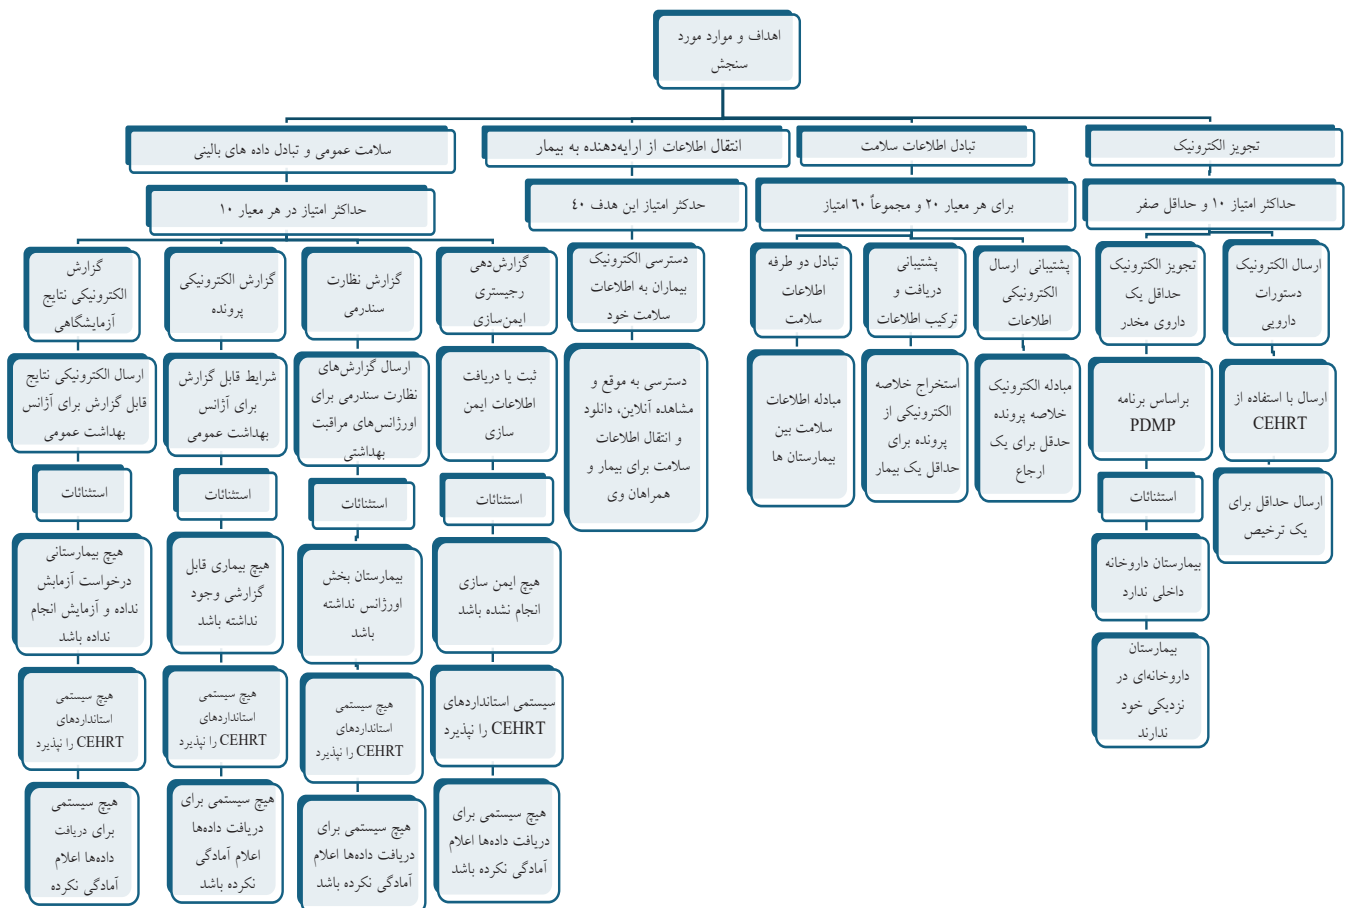 اهداف و موارد مورد
سنجش
تجویز الکترونیک
تبادل اطلاعات سلامت
انتقال اطلاعات از ارایه‌دهنده به بیمار
سلامت عمومی و تبادل داده های بالینی
حداکثر امتیاز ۱۰ و حداقل صفر
برای هر معیار ۲۰ و مجموعاً ۶۰ امتیاز
حدکثر امتیاز این هدف ٤٠
حداکثر امتیاز در هر معیار ۱۰
ارسال الکترونیک
دستورات
دارویی
ارسال با استفاده از
CEHRT
ارسال حداقل برای
یک ترخیص
تجویز الکترونیک
حداقل یک
داروی مخدر
براساس برنامه
PDMP
استثنائات
بیمارستان داروخانه
داخلی ندارد
بیمارستان
داروخانه‌ای در
نزدیکی خود
ندارند
پشتیبانی ارسال
الکترونیکی
اطلاعات
مبادله الکترونیک
خلاصه پرونده
حدقل برای یک
ارجاع
پشتیبانی
دریافت و
ترکیب اطلاعات
استخراج خلاصه
الکترونیکی از
پرونده برای
حداقل یک بیمار
تبادل دو طرفه
اطلاعات
سلامت
مبادله اطلاعات
سلامت بین
بیمارستان ها
دسترسی الکترونیک
بیماران به اطلاعات
سلامت خود
دسترسی به موقع و
مشاهده آنلاین، دانلود
و انتقال اطلاعات
سلامت برای بیمار و
همراهان وی
گزارش‌دهی
رجیستری
ایمن‌سازی
ثبت یا دریافت
اطلاعات ایمن
سازی
استثنائات
هیچ ایمن سازی
انجام نشده باشد
سیستمی استانداردهای
CEHRT را نپذیرد
هیچ سیستمی برای
دریافت داده‌ها اعلام
آمادگی نکرده باشد
گزارش نظارت
سندرمی
ارسال گزارش‌های
نظارت سندرمی برای
اورژانس‌های مراقبت
بهداشتی
استثنائات
بیمارستان بخش
اورژانس نداشته
باشد
هیچ سیستمی
استانداردهای
CEHRT را نپذیرد
هیچ سیستمی برای
دریافت داده‌ها اعلام
آمادگی نکرده باشد
گزارش الکترونیکی
پرونده
شرایط قابل گزارش
برای آژانس
بهداشت عمومی
استثنائات
هیچ بیماری قابل
گزارشی وجود
نداشته باشد
هیچ سیستمی
استانداردهای
CEHRT را نپذیرد
هیچ سیستمی برای
دریافت داده‌ها
اعلام آمادگی
نکرده باشد
گزارش
الکترونیکی نتایج
آزمایشگاهی
ارسال الکترونیکی نتایج
قابل گزارش برای آژانس
بهداشت عمومی
استثنائات
هیچ بیمارستانی
درخواست آزمایش
نداده و آزمایش انجام
نداده باشد
هیچ سیستمی
استانداردهای
CEHRT را نپذیرد
هیچ سیستمی
برای دریافت
داده‌ها اعلام
آمادگی نکرده